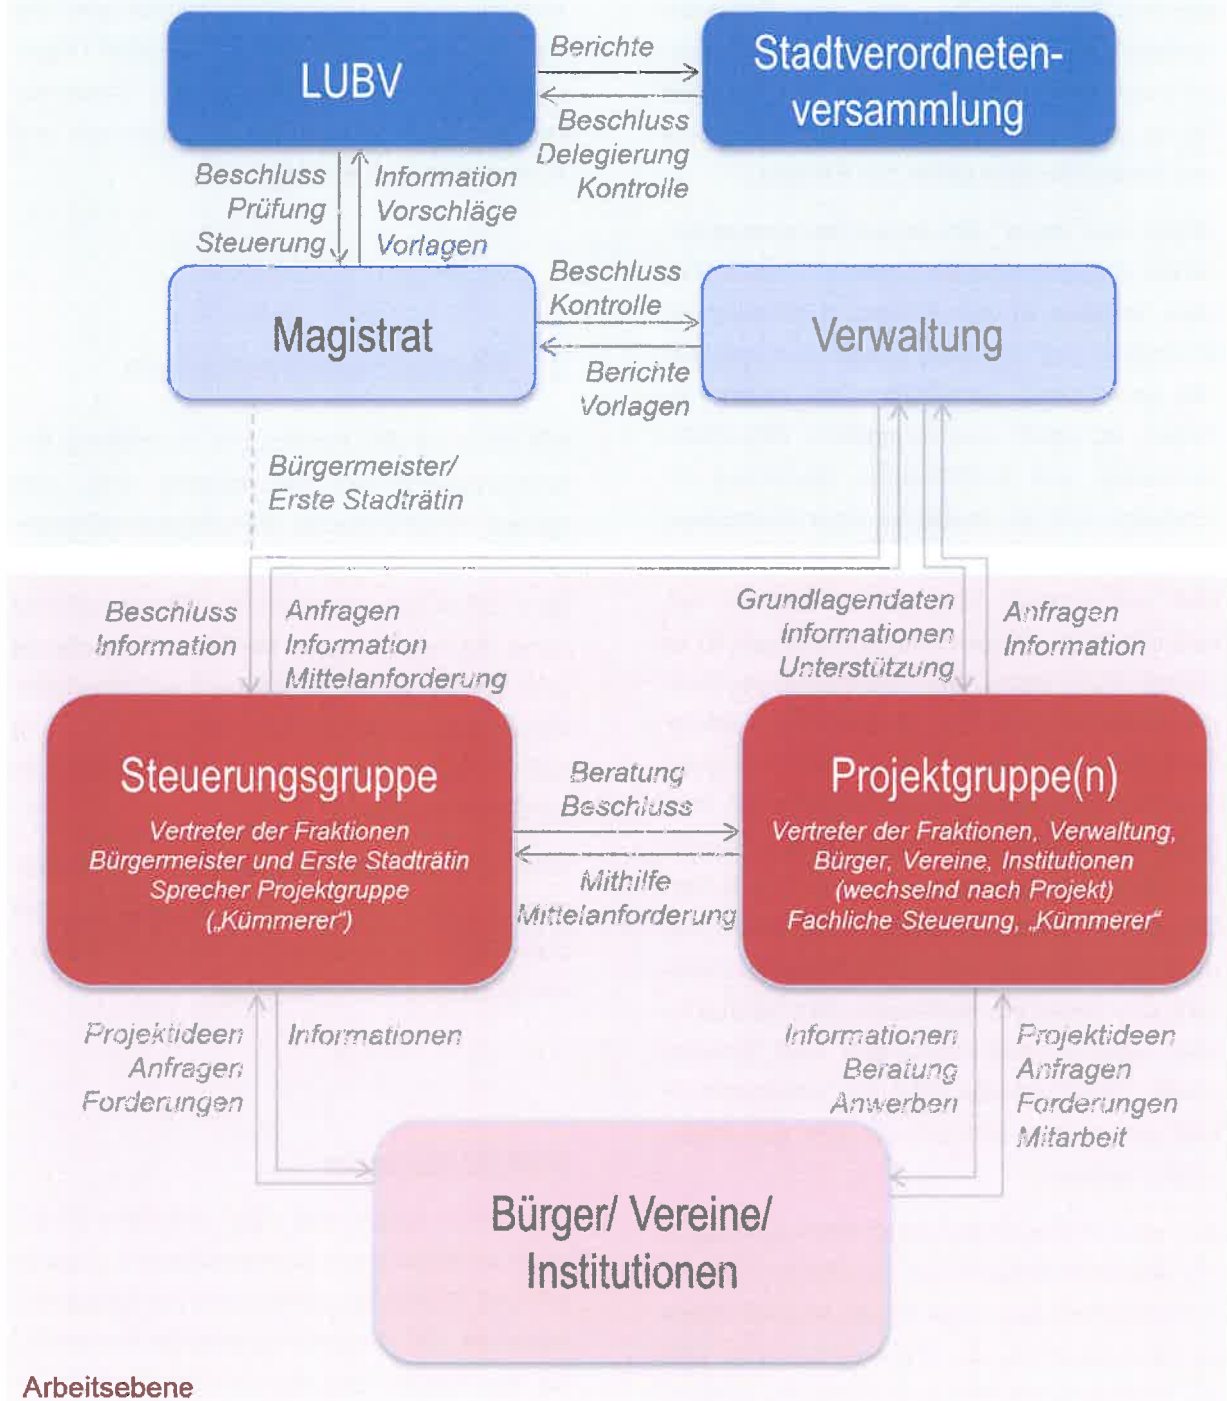 LUBV
Berichte
Stadtverordneten-
versammlung
Beschluss
Delegierung
Kontrolle
Beschluss
Prüfung
Steuerung
Information
Vorschläge
Vorlagen
Magistrat
Beschluss
Kontrolle
Verwaltung
Berichte
Vorlagen
Bürgermeister/
Erste Stadträtin
Beschluss
Information
Anfragen
Information
Mittelanforderung
Grundlagendaten
Informationen
Unterstützung
Anfragen
Information
Steuerungsgruppe
Vertreter der Fraktionen
Bürgermeister und Erste Stadträtin
Sprecher Projektgruppe
(„Kümmerer“)
Beratung
Beschluss
Mithilfe
Mittelanforderung
Projektgruppe(n)
Vertreter der Fraktionen, Verwaltung,
Bürger, Vereine, Institutionen
(wechselnd nach Projekt)
Fachliche Steuerung, „Kümmerer“
Projektideen
Anfragen
Forderungen
Informationen
Informationen
Beratung
Anwerben
Projektideen
Anfragen
Forderungen
Mitarbeit
Bürger/ Vereine/
Institutionen
Arbeitsebene